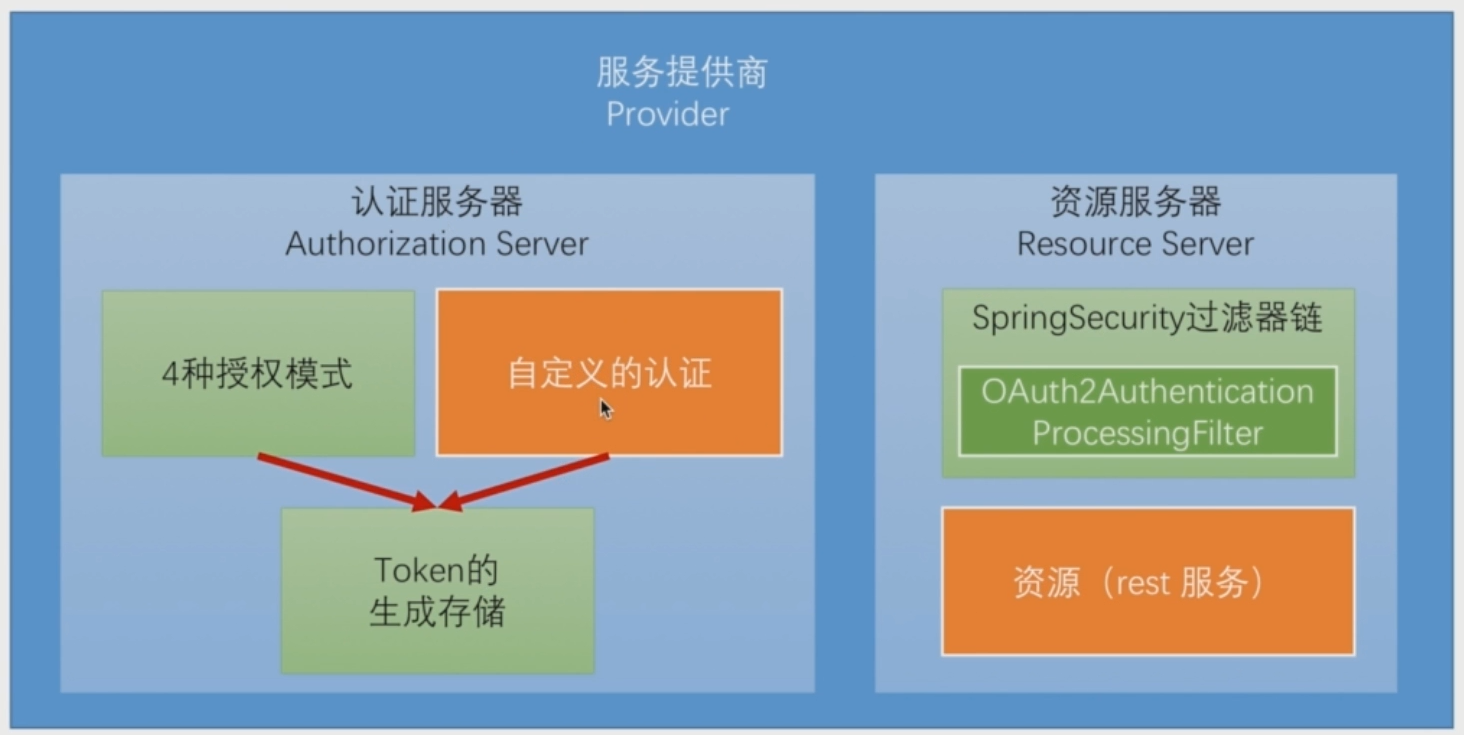 服务提供商
Provider
认证服务器
Authorization Server
4种授权模式
自定义的认证
Token的
生成存储
资源服务器
Resource Server
SpringSecurity过滤器链
OAuth2Authentication
ProcessingFilter
资源（rest 服务）